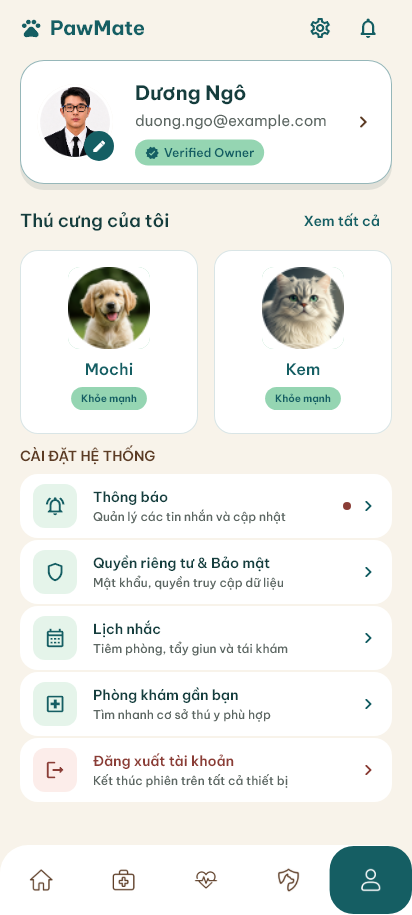 PawMate
Dương Ngô
duong.ngo@example.com
Verified Owner
Thú cưng của tôi
Xem tất cả
Mochi
Kem
Khỏe mạnh
Khỏe mạnh
CÀI ĐẶT HỆ THỐNG
Thông báo
Quản lý các tin nhắn và cập nhật
Quyền riêng tư & Bảo mật
Mật khẩu, quyền truy cập dữ liệu
Lịch nhắc
Tiêm phòng, tẩy giun và tái khám
Phòng khám gần bạn
Tìm nhanh cơ sở thú y phù hợp
Đăng xuất tài khoản
Kết thúc phiên trên tất cả thiết bị